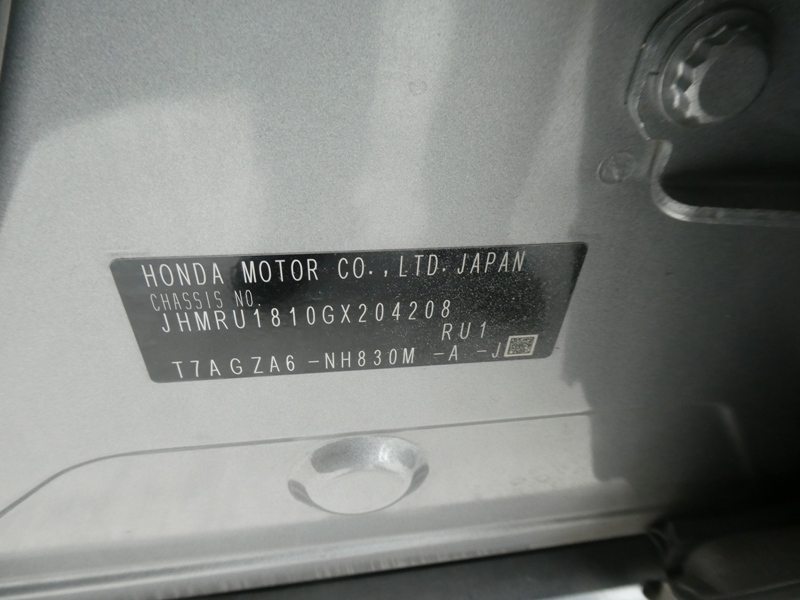 HONDA MOTOR CO.,LTD. JAPAN
CHASSIS NO.
JHMRU1810GX204208
RU1
T7AGZA6 -NH830M -A -J